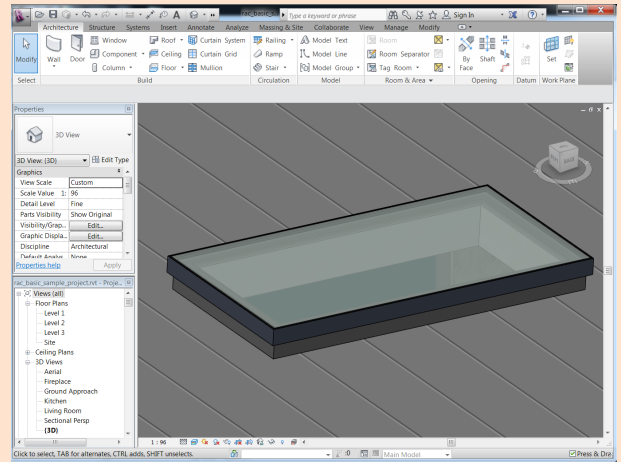 rac_basic_s
Type a keyword or phrase
Sign In
Architecture Structure Systems Insert Annotate Analyze Massing & Site Collaborate View Manage Modify
Modify
Wall
Door
Window
Component
Column
Roof
Ceiling
Floor
Curtain System
Curtain Grid
Mullion
Railing
Ramp
Stair
Model Text
Model Line
Model Group
Room
Room Separator
Tag Room
By Face
Shaft
Set
Select Build Circulation Model Room & Area Opening Datum Work Plane
Properties
3D View
3D View: {3D} Edit Type
Graphics
View Scale Custom
Scale Value 1: 96
Detail Level Fine
Parts Visibility Show Original
Visibility/Grap... Edit...
Graphic Displa... Edit...
Discipline Architectural
Default Analys None
Properties help Apply
rac_basic_sample_project.rvt - Proje...
Views (all)
Floor Plans
Level 1
Level 2
Level 3
Site
Ceiling Plans
3D Views
Aerial
Fireplace
Ground Approach
Kitchen
Living Room
Sectional Persp
{3D}
1 : 96
Click to select, TAB for alternates, CTRL adds, SHIFT unselects. :0 Main Model Press & Dra